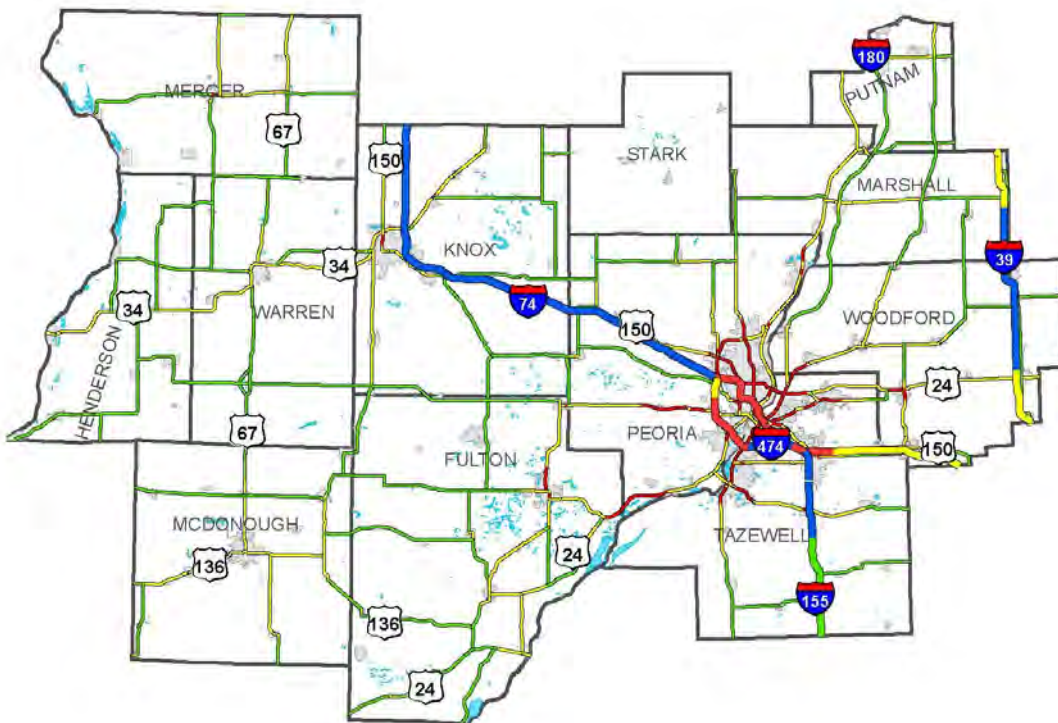 180
PUTNAM
MERCER
67
150
STARK
MARSHALL
KNOX
39
34
74
34
WARREN
150
WOODFORD
HENDERSON
24
67
PEORIA
474
150
FULTON
MCDONOUGH
TAZEWELL
136
24
155
136
24